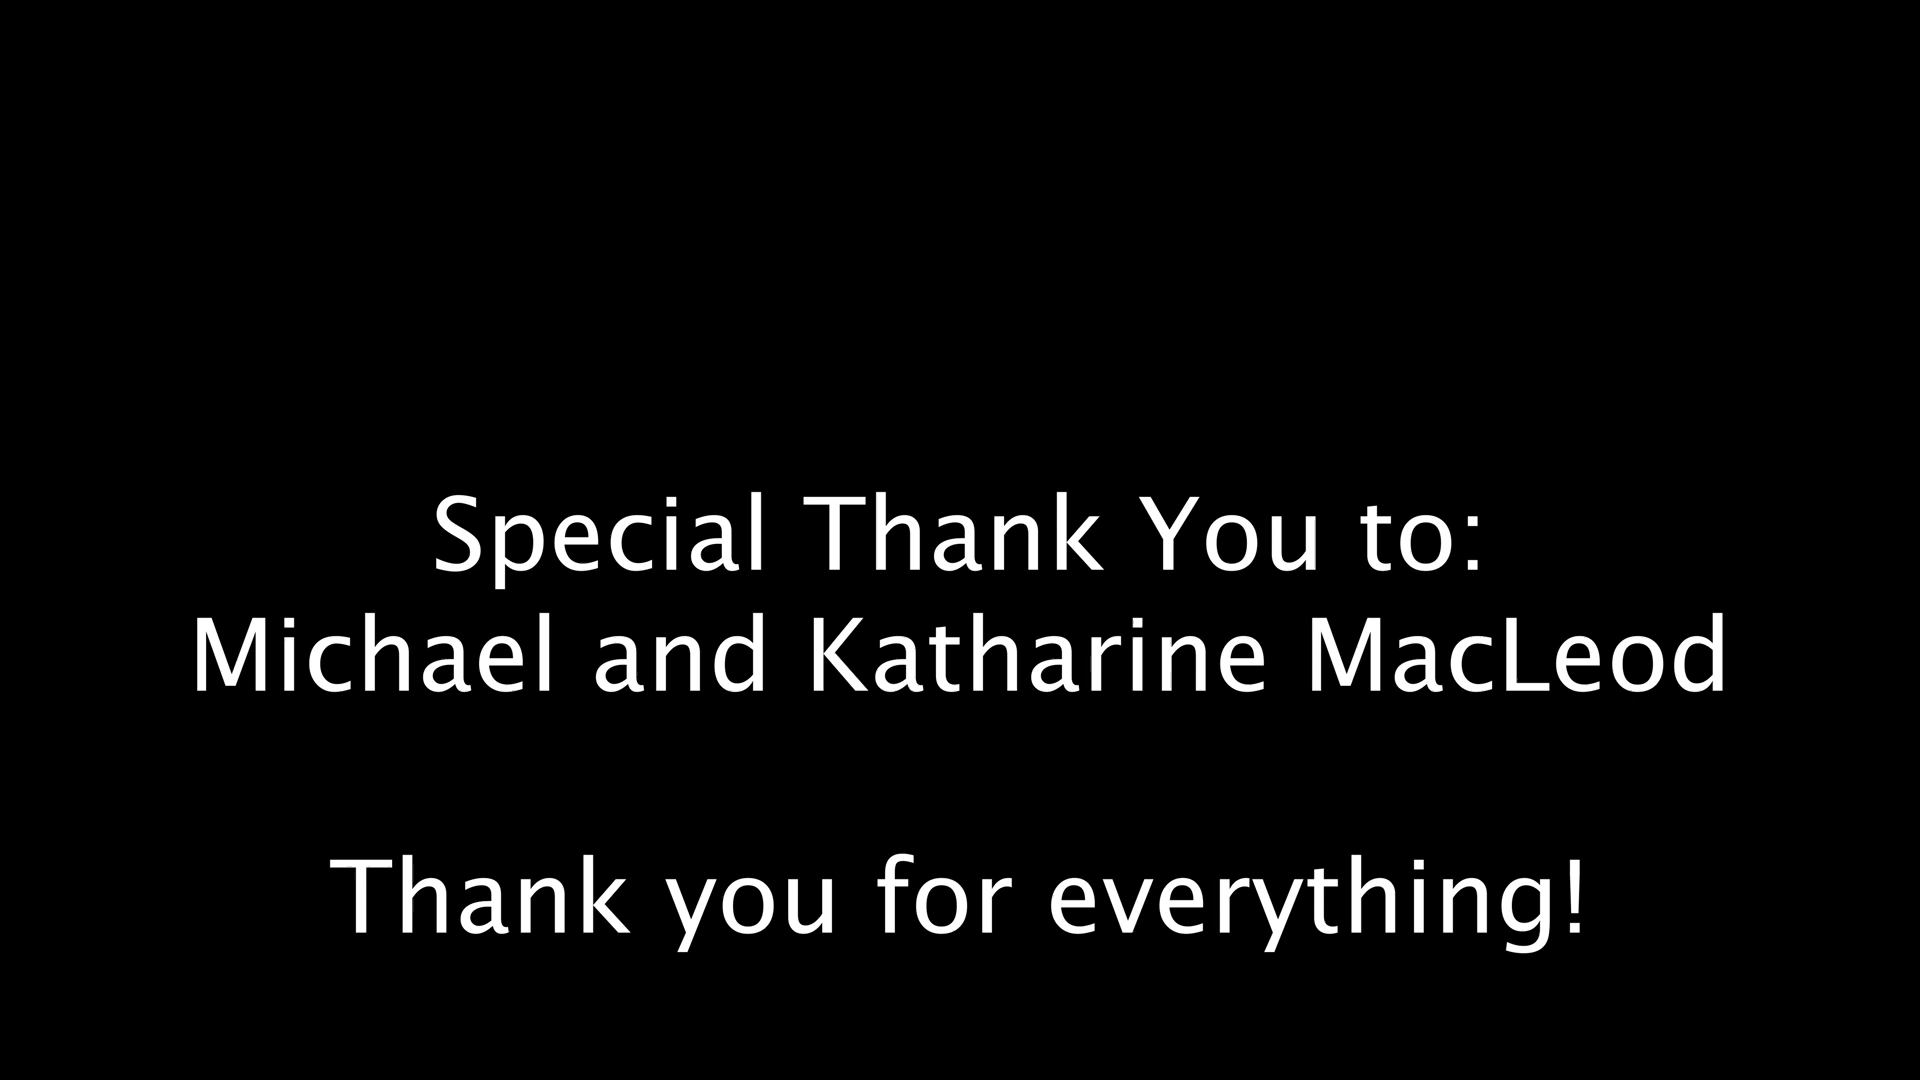 Special Thank You to:
Michael and Katharine MacLeod
Thank you for everything!